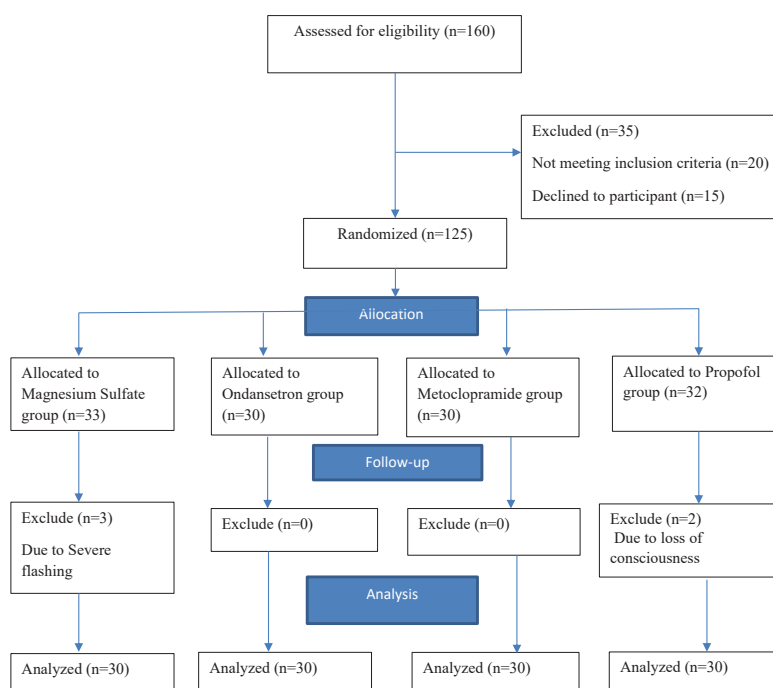 Assessed for eligibility (n=160)
Excluded (n=35)
Not meeting inclusion criteria (n=20)
Declined to participant (n=15)
Randomized (n=125)
Allocation
Allocated to
Magnesium Sulfate
group (n=33)
Allocated to
Ondansetron group
(n=30)
Allocated to
Metoclopramide group
(n=30)
Allocated to Propofol
group (n=32)
Follow-up
Exclude (n=3)
Due to Severe
flashing
Exclude (n=0)
Exclude (n=0)
Exclude (n=2)
Due to loss of
consciousness
Analysis
Analyzed (n=30)
Analyzed (n=30)
Analyzed (n=30)
Analyzed (n=30)